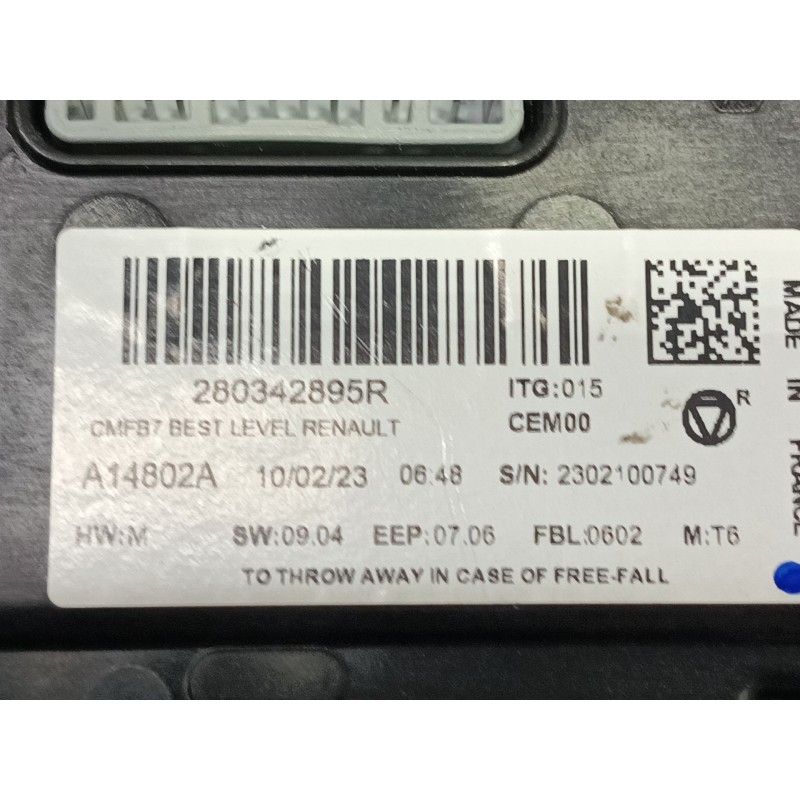 280342895R
ITG:015
CMFB7 BEST LEVEL RENAULT
CEM00
R
A14802A 10/02/23 06:48 S/N: 2302100749
HW:M SW:09.04 EEP:07.06 FBL:0602 M:T6
TO THROW AWAY IN CASE OF FREE-FALL
MADE IN FRANCE